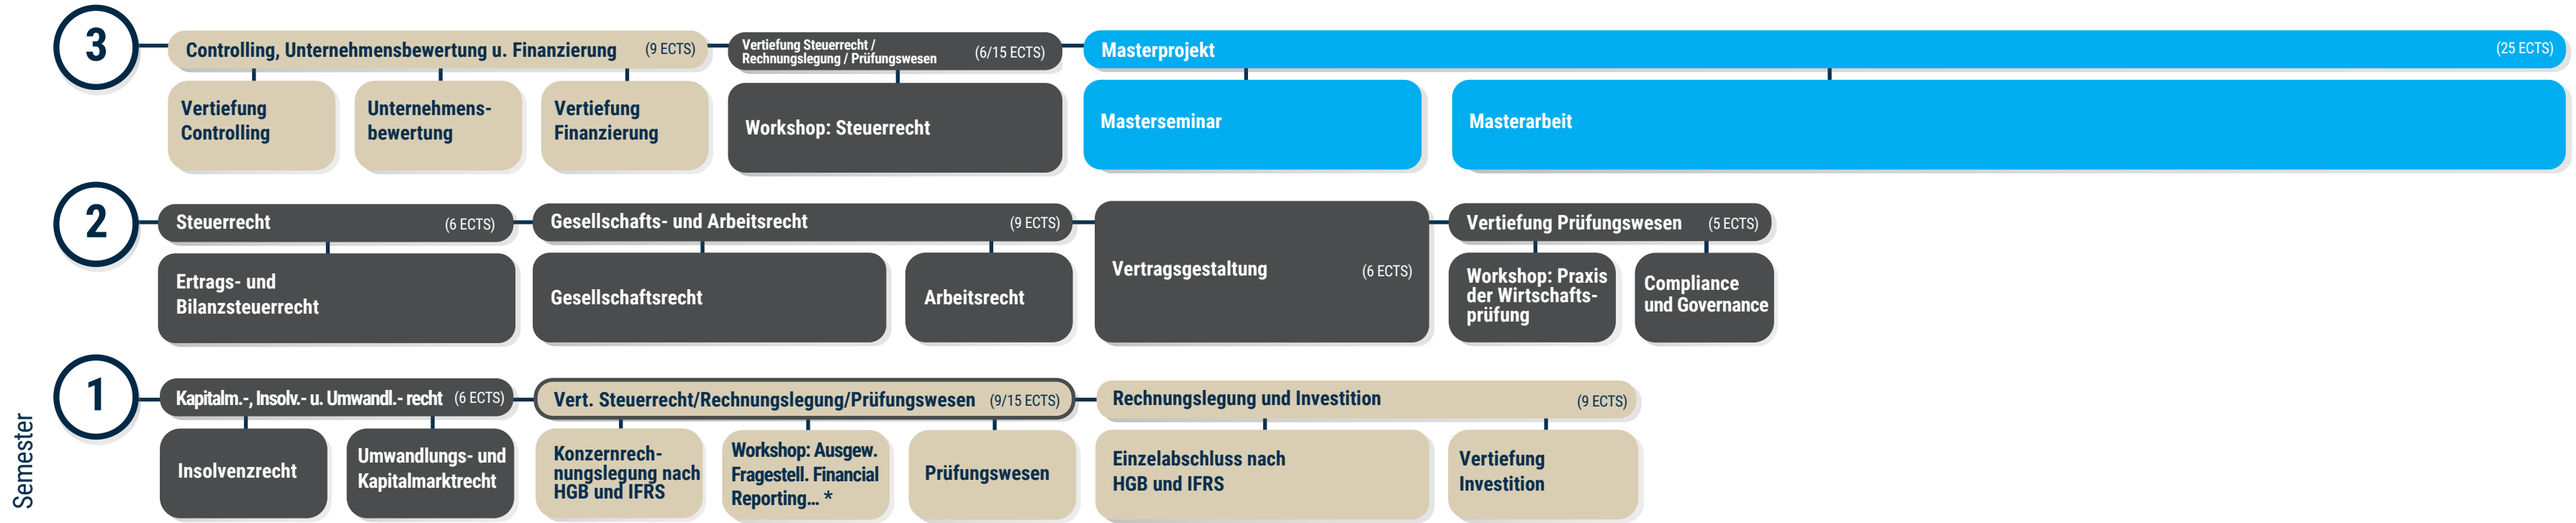 3
Controlling, Unternehmensbewertung u. Finanzierung (9 ECTS)
Vertiefung Steuerrecht /
Rechnungslegung / Prüfungswesen (6/15 ECTS)
Masterprojekt (25 ECTS)
Vertiefung
Controlling
Unternehmens-
bewertung
Vertiefung
Finanzierung
Workshop: Steuerrecht
Masterseminar
Masterarbeit
2
Steuerrecht (6 ECTS)
Gesellschafts- und Arbeitsrecht (9 ECTS)
Vertragsgestaltung (6 ECTS)
Vertiefung Prüfungswesen (5 ECTS)
Ertrags- und
Bilanzsteuerrecht
Gesellschaftsrecht
Arbeitsrecht
Workshop: Praxis
der Wirtschafts-
prüfung
Compliance
und Governance
1
Kapitalm.-, Insolv.- u. Umwandl.- recht (6 ECTS)
Vert. Steuerrecht/Rechnungslegung/Prüfungswesen (9/15 ECTS)
Rechnungslegung und Investition (9 ECTS)
Insolvenzrecht
Umwandlungs- und
Kapitalmarktrecht
Konzernrech-
nungslegung nach
HGB und IFRS
Workshop: Ausgew.
Fragestell. Financial
Reporting... *
Prüfungswesen
Einzelabschluss nach
HGB und IFRS
Vertiefung
Investition
Semester